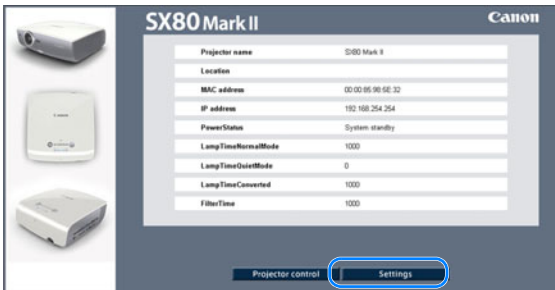 SX80 Mark II
Canon
Projector name SX80 Mark II
Location
MAC address 00:00:85:90:5E:32
IP address 192.168.254.254
PowerStatus System standby
LampTimeNormalMode 1000
LampTimeQuietMode 0
LampTimeConverted 1000
FilterTime 1000
Projector control Settings